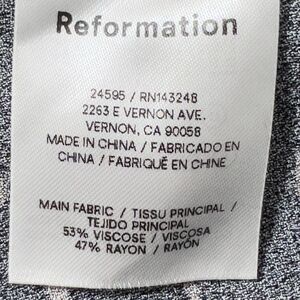 Reformation
24595 / RN143248
2263 E VERNON AVE.
VERNON, CA 90058
MADE IN CHINA / FABRICADO EN
CHINA / FABRIQUÉ EN CHINE
MAIN FABRIC / TISSU PRINCIPAL /
TEJIDO PRINCIPAL
53% VISCOSE / VISCOSA
47% RAYON / RAYÓN